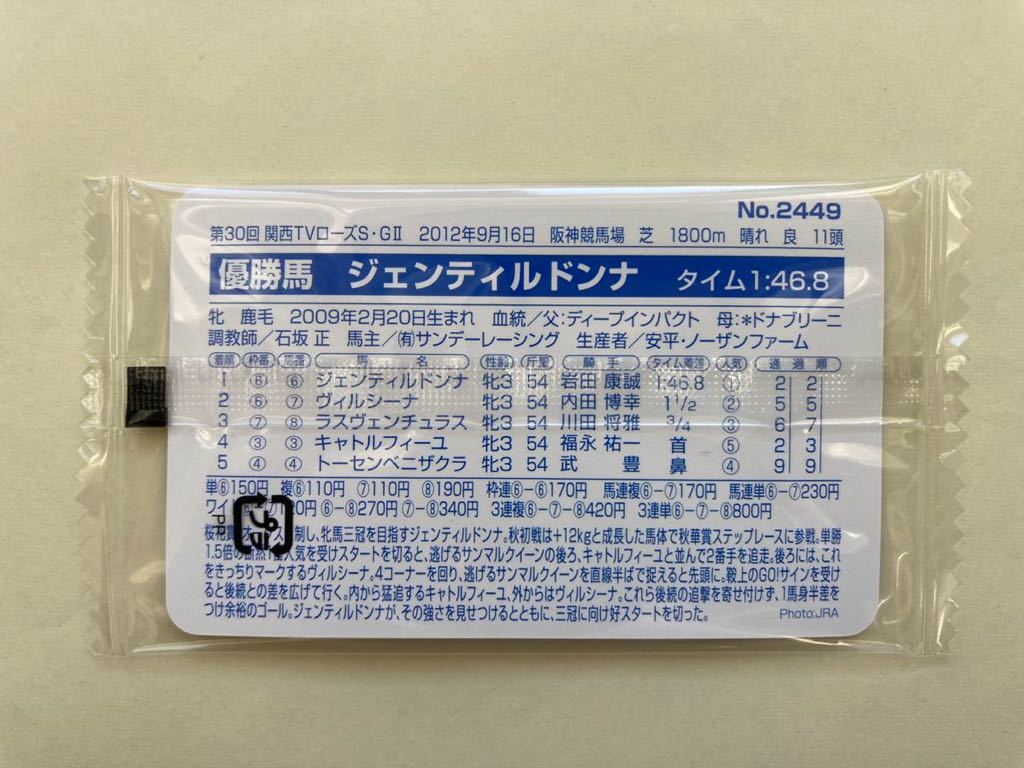 No.2449
第30回 関西TVローズS・GⅡ 2012年9月16日 阪神競馬場 芝 1800m 晴れ 良 11頭
優勝馬 ジェンティルドンナ タイム1:46.8
牝 鹿毛 2009年2月20日生まれ 血統/父:ディープインパクト 母:*ドナブリーニ
調教師/石坂 正 馬主/㈲サンデーレーシング 生産者/安平・ノーザンファーム
着順 枠番 馬番 馬名 性齢 斤量 騎手 タイム着差 人気 通過順
1 ⑥ ⑥ ジェンティルドンナ 牝3 54 岩田 康誠 1:46.8 ① 2 2
2 ⑥ ⑦ ヴィルシーナ 牝3 54 内田 博幸 1 1/2 ② 5 5
3 ⑦ ⑧ ラスヴェンチュラス 牝3 54 川田 将雅 3/4 ③ 6 7
4 ③ ③ キャトルフィーユ 牝3 54 福永 祐一 首 ⑤ 2 3
5 ④ ④ トーセンベニザクラ 牝3 54 武 豊 鼻 ④ 9 9
単⑥150円 複⑥110円 ⑦110円 ⑧190円 枠連⑥-⑥170円 馬連複⑥-⑦170円 馬連単⑥-⑦230円
ワイ 20円 ⑥-⑧270円 ⑦-⑧340円 3連複⑥-⑦-⑧420円 3連単⑥-⑦-⑧800円
桜花賞 制し、牝馬三冠を目指すジェンティルドンナ。秋初戦は+12kgと成長した馬体で秋華賞ステップレースに参戦。単勝
1.5倍の断然 人気を受けスタートを切ると、逃げるサンマルクイーンの後ろ、キャトルフィーユと並んで2番手を追走。後ろには、これ
をきっちりマークするヴィルシーナ。4コーナーを回り、逃げるサンマルクイーンを直線半ばで捉えると先頭に。鞍上のGO!サインを受け
ると後続との差を広げて行く。内から猛追するキャトルフィーユ、外からはヴィルシーナ。これら後続の追撃を寄せ付けず、1馬身半差を
つけ余裕のゴール。ジェンティルドンナが、その強さを見せつけるとともに、三冠に向け好スタートを切った。
Photo:JRA
プラ
PP